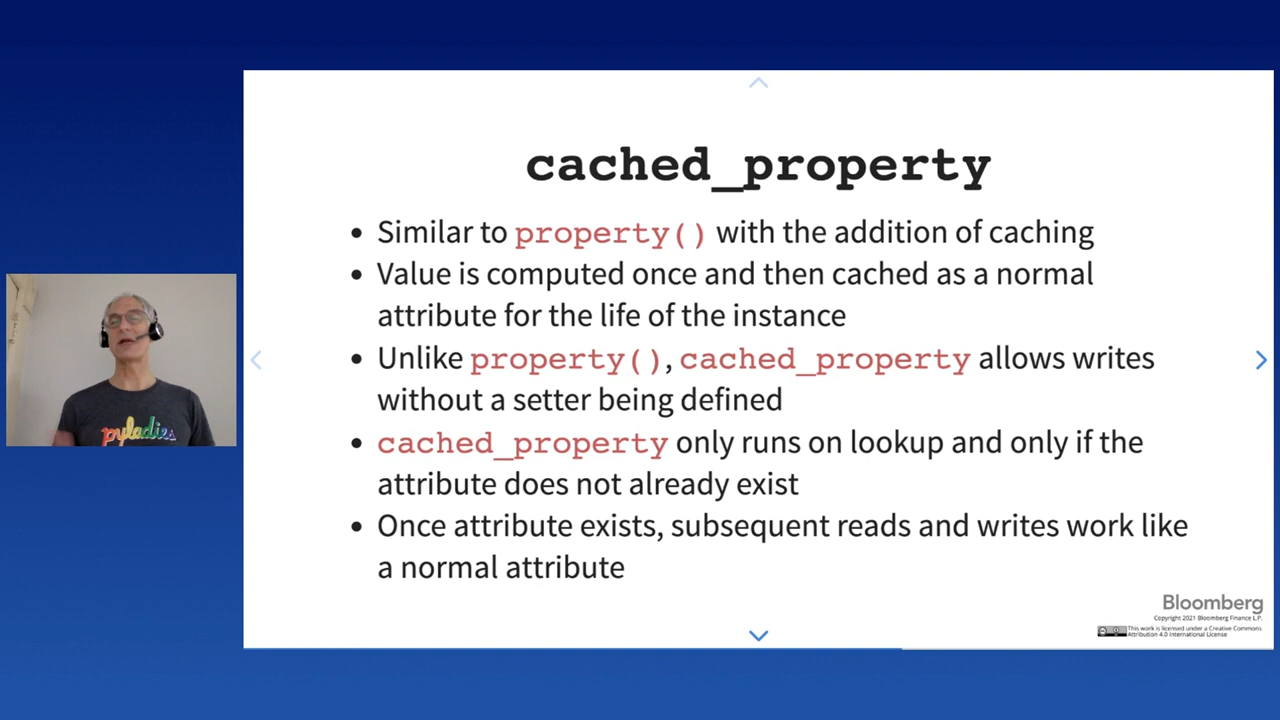 cached_property
Similar to property() with the addition of caching
Value is computed once and then cached as a normal
attribute for the life of the instance
Unlike property(), cached_property allows writes
without a setter being defined
cached_property only runs on lookup and only if the
attribute does not already exist
Once attribute exists, subsequent reads and writes work like
a normal attribute
pyladies
Bloomberg
Copyright 2021 Bloomberg Finance L.P.
This work is licensed under a Creative Commons
Attribution 4.0 International License